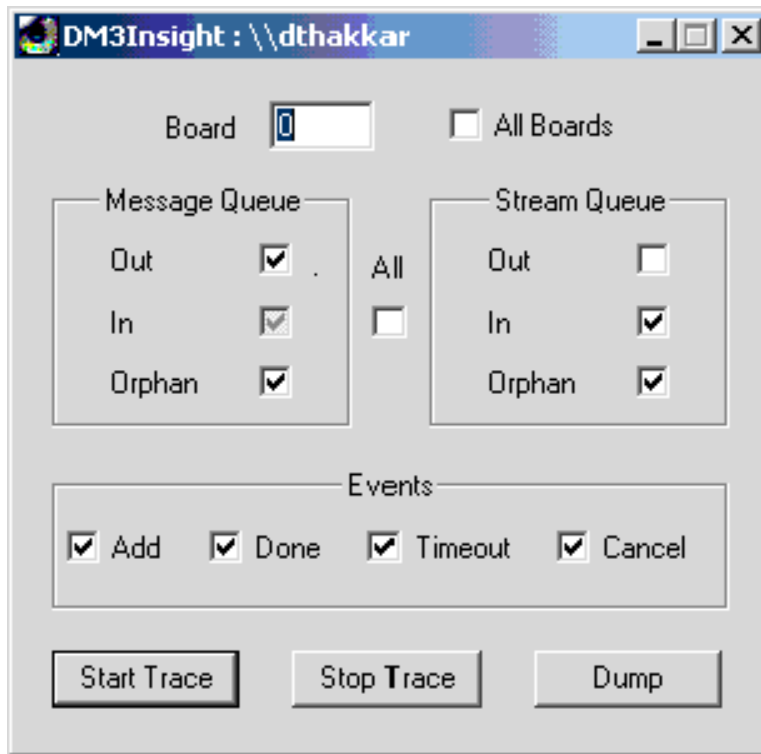 DM3Insight : \\dthakkar
Board 0 All Boards
Message Queue Stream Queue
Out . All Out
In In
Orphan Orphan
Events
Add Done Timeout Cancel
Start Trace Stop Trace Dump